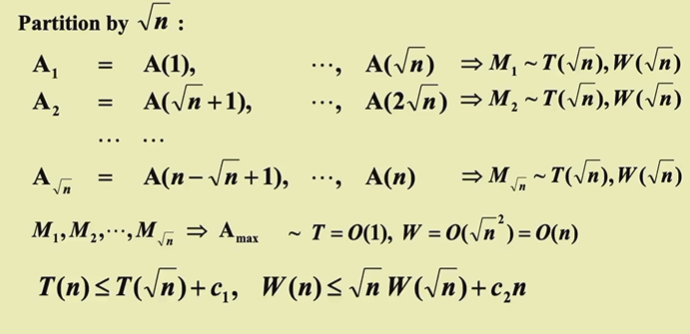 Partition by √n :
A₁ = A(1), ···, A(√n) ⇒ M₁ ~ T(√n), W(√n)
A₂ = A(√n +1), ···, A(2√n) ⇒ M₂ ~ T(√n), W(√n)
··· ···
A_√n = A(n−√n +1), ···, A(n) ⇒ M_√n ~ T(√n), W(√n)
M₁, M₂, ···, M_√n ⇒ A_max ~ T = O(1), W = O(√n²) = O(n)
T(n) ≤ T(√n) + c₁, W(n) ≤ √n W(√n) + c₂n